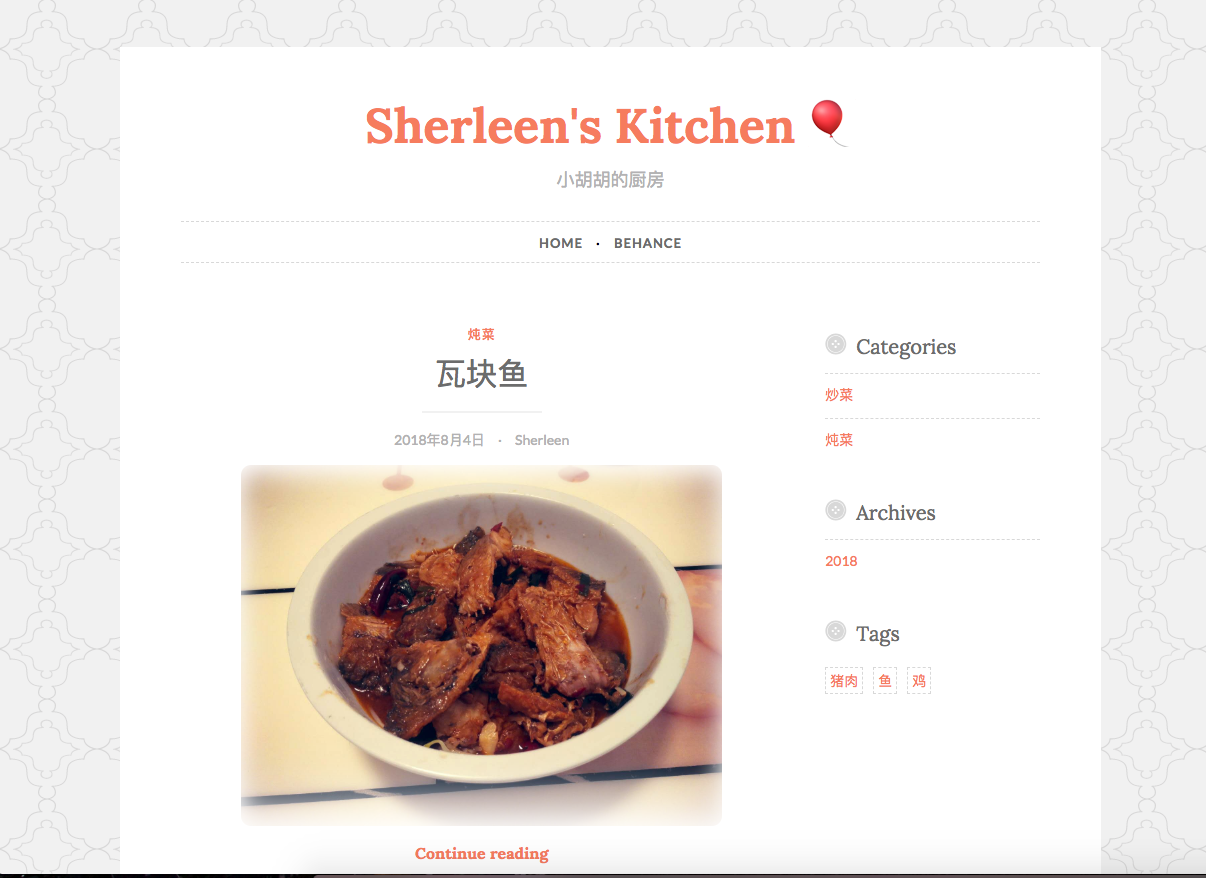 Sherleen's Kitchen 🎈
小胡胡的厨房
HOME · BEHANCE
炖菜
瓦块鱼
2018年8月4日 · Sherleen
Continue reading
Categories
炒菜
炖菜
Archives
2018
Tags
猪肉 鱼 鸡